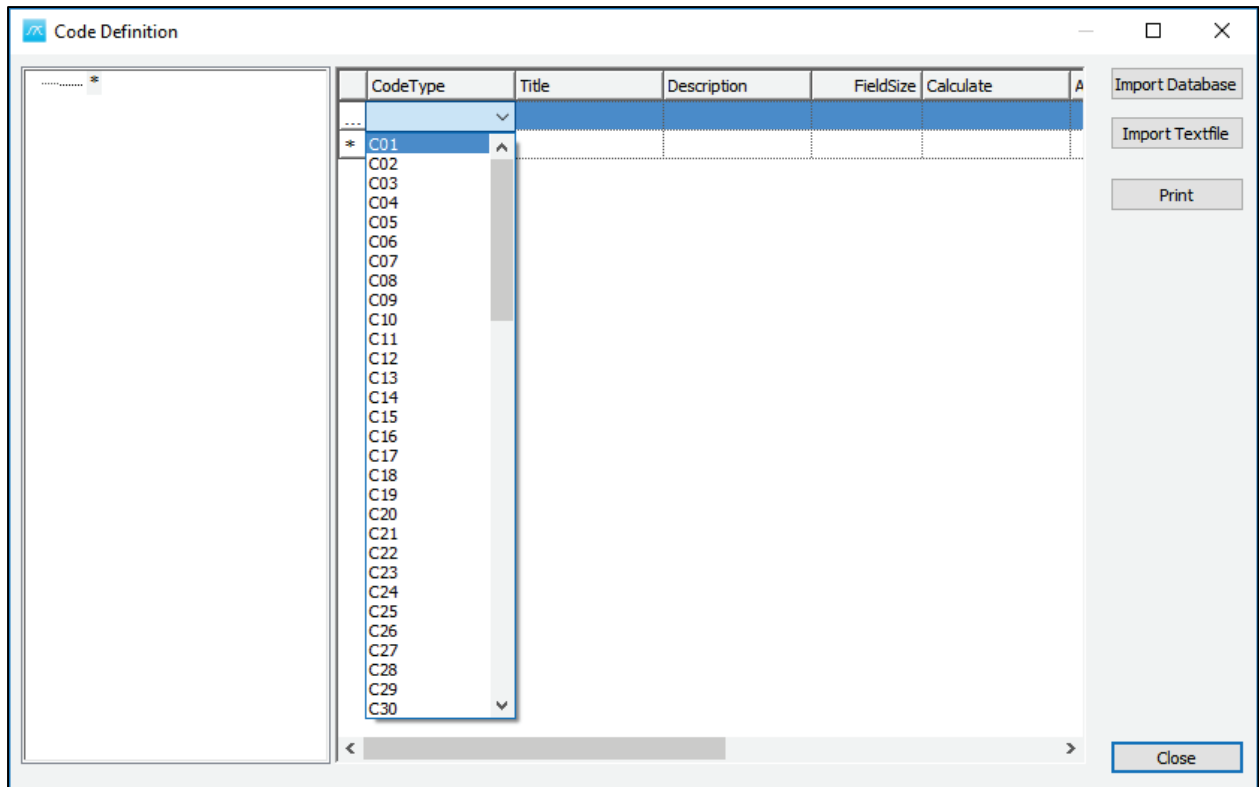 Code Definition
*
CodeType Title Description FieldSize Calculate A
...
*
C01
C02
C03
C04
C05
C06
C07
C08
C09
C10
C11
C12
C13
C14
C15
C16
C17
C18
C19
C20
C21
C22
C23
C24
C25
C26
C27
C28
C29
C30
Import Database
Import Textfile
Print
Close